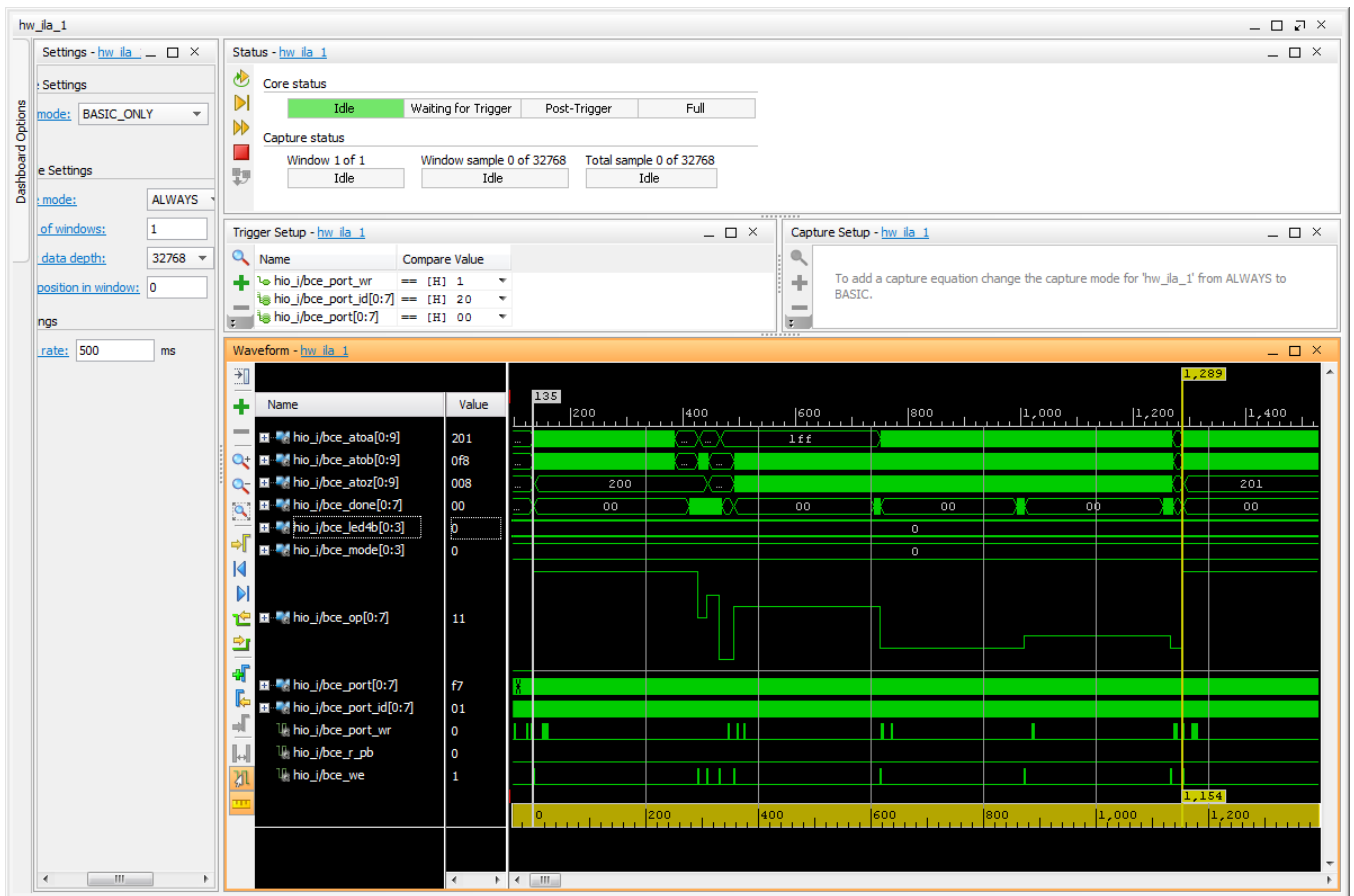 hw_ila_1
Dashboard Options
Settings - hw_ila_
: Settings
mode: BASIC_ONLY
e Settings
: mode: ALWAYS
of windows: 1
data depth: 32768
position in window: 0
ngs
rate: 500 ms
Status - hw_ila_1
Core status
Idle Waiting for Trigger Post-Trigger Full
Capture status
Window 1 of 1 Window sample 0 of 32768 Total sample 0 of 32768
Idle Idle Idle
Trigger Setup - hw_ila_1
Name Compare Value
hio_i/bce_port_wr == [H] 1
hio_i/bce_port_id[0:7] == [H] 20
hio_i/bce_port[0:7] == [H] 00
Capture Setup - hw_ila_1
To add a capture equation change the capture mode for 'hw_ila_1' from ALWAYS to
BASIC.
Waveform - hw_ila_1
1,289
135
Name Value
200 400 600 800 1,000 1,200 1,400
hio_i/bce_atoa[0:9] 201 ... ... ... 1ff
hio_i/bce_atob[0:9] 0f8 ... ... ...
hio_i/bce_atoz[0:9] 008 ... 200 ... 201
hio_i/bce_done[0:7] 00 ... 00 00 00 00 00
hio_i/bce_led4b[0:3] 0 0
hio_i/bce_mode[0:3] 0 0
hio_i/bce_op[0:7] 11
hio_i/bce_port[0:7] f7
hio_i/bce_port_id[0:7] 01
hio_i/bce_port_wr 0
hio_i/bce_r_pb 0
hio_i/bce_we 1
1,154
0 200 400 600 800 1,000 1,200